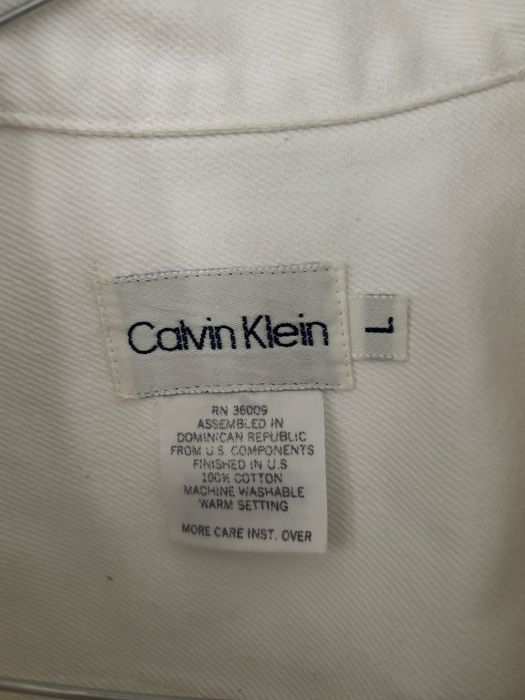 Calvin Klein
L
RN 36009
ASSEMBLED IN
DOMINICAN REPUBLIC
FROM U.S. COMPONENTS
FINISHED IN U.S.
100% COTTON
MACHINE WASHABLE
WARM SETTING
MORE CARE INST. OVER